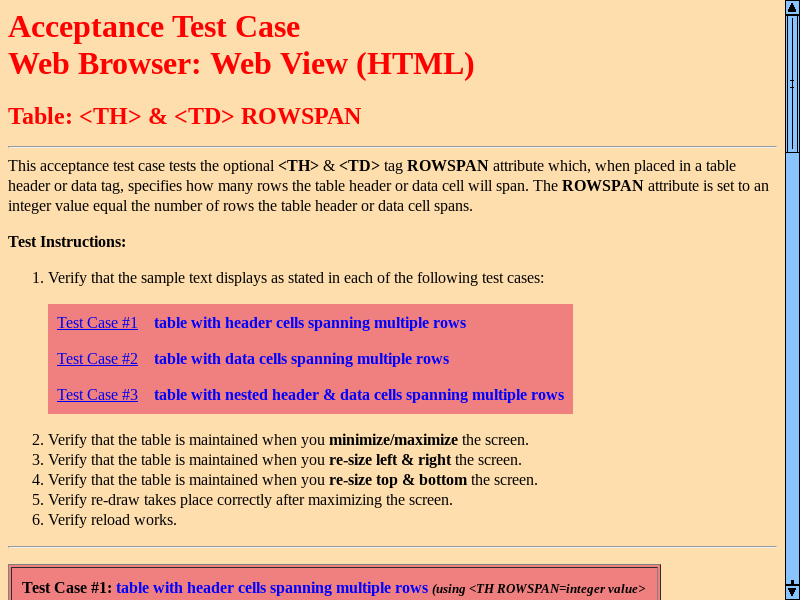 Acceptance Test Case
Web Browser: Web View (HTML)
Table: <TH> & <TD> ROWSPAN
This acceptance test case tests the optional <TH> & <TD> tag ROWSPAN attribute which, when placed in a table
header or data tag, specifies how many rows the table header or data cell will span. The ROWSPAN attribute is set to an
integer value equal the number of rows the table header or data cell spans.
Test Instructions:
1. Verify that the sample text displays as stated in each of the following test cases:
Test Case #1 table with header cells spanning multiple rows
Test Case #2 table with data cells spanning multiple rows
Test Case #3 table with nested header & data cells spanning multiple rows
2. Verify that the table is maintained when you minimize/maximize the screen.
3. Verify that the table is maintained when you re-size left & right the screen.
4. Verify that the table is maintained when you re-size top & bottom the screen.
5. Verify re-draw takes place correctly after maximizing the screen.
6. Verify reload works.
Test Case #1: table with header cells spanning multiple rows (using <TH ROWSPAN=integer value>